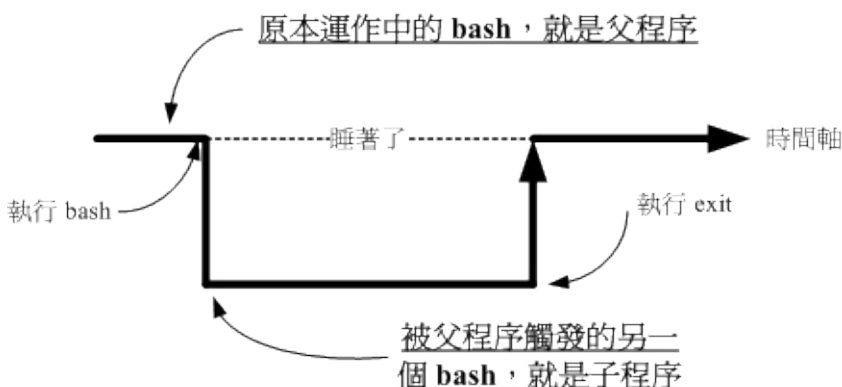 原本運作中的 bash，就是父程序
睡著了
時間軸
執行 bash
執行 exit
被父程序觸發的另一
個 bash，就是子程序